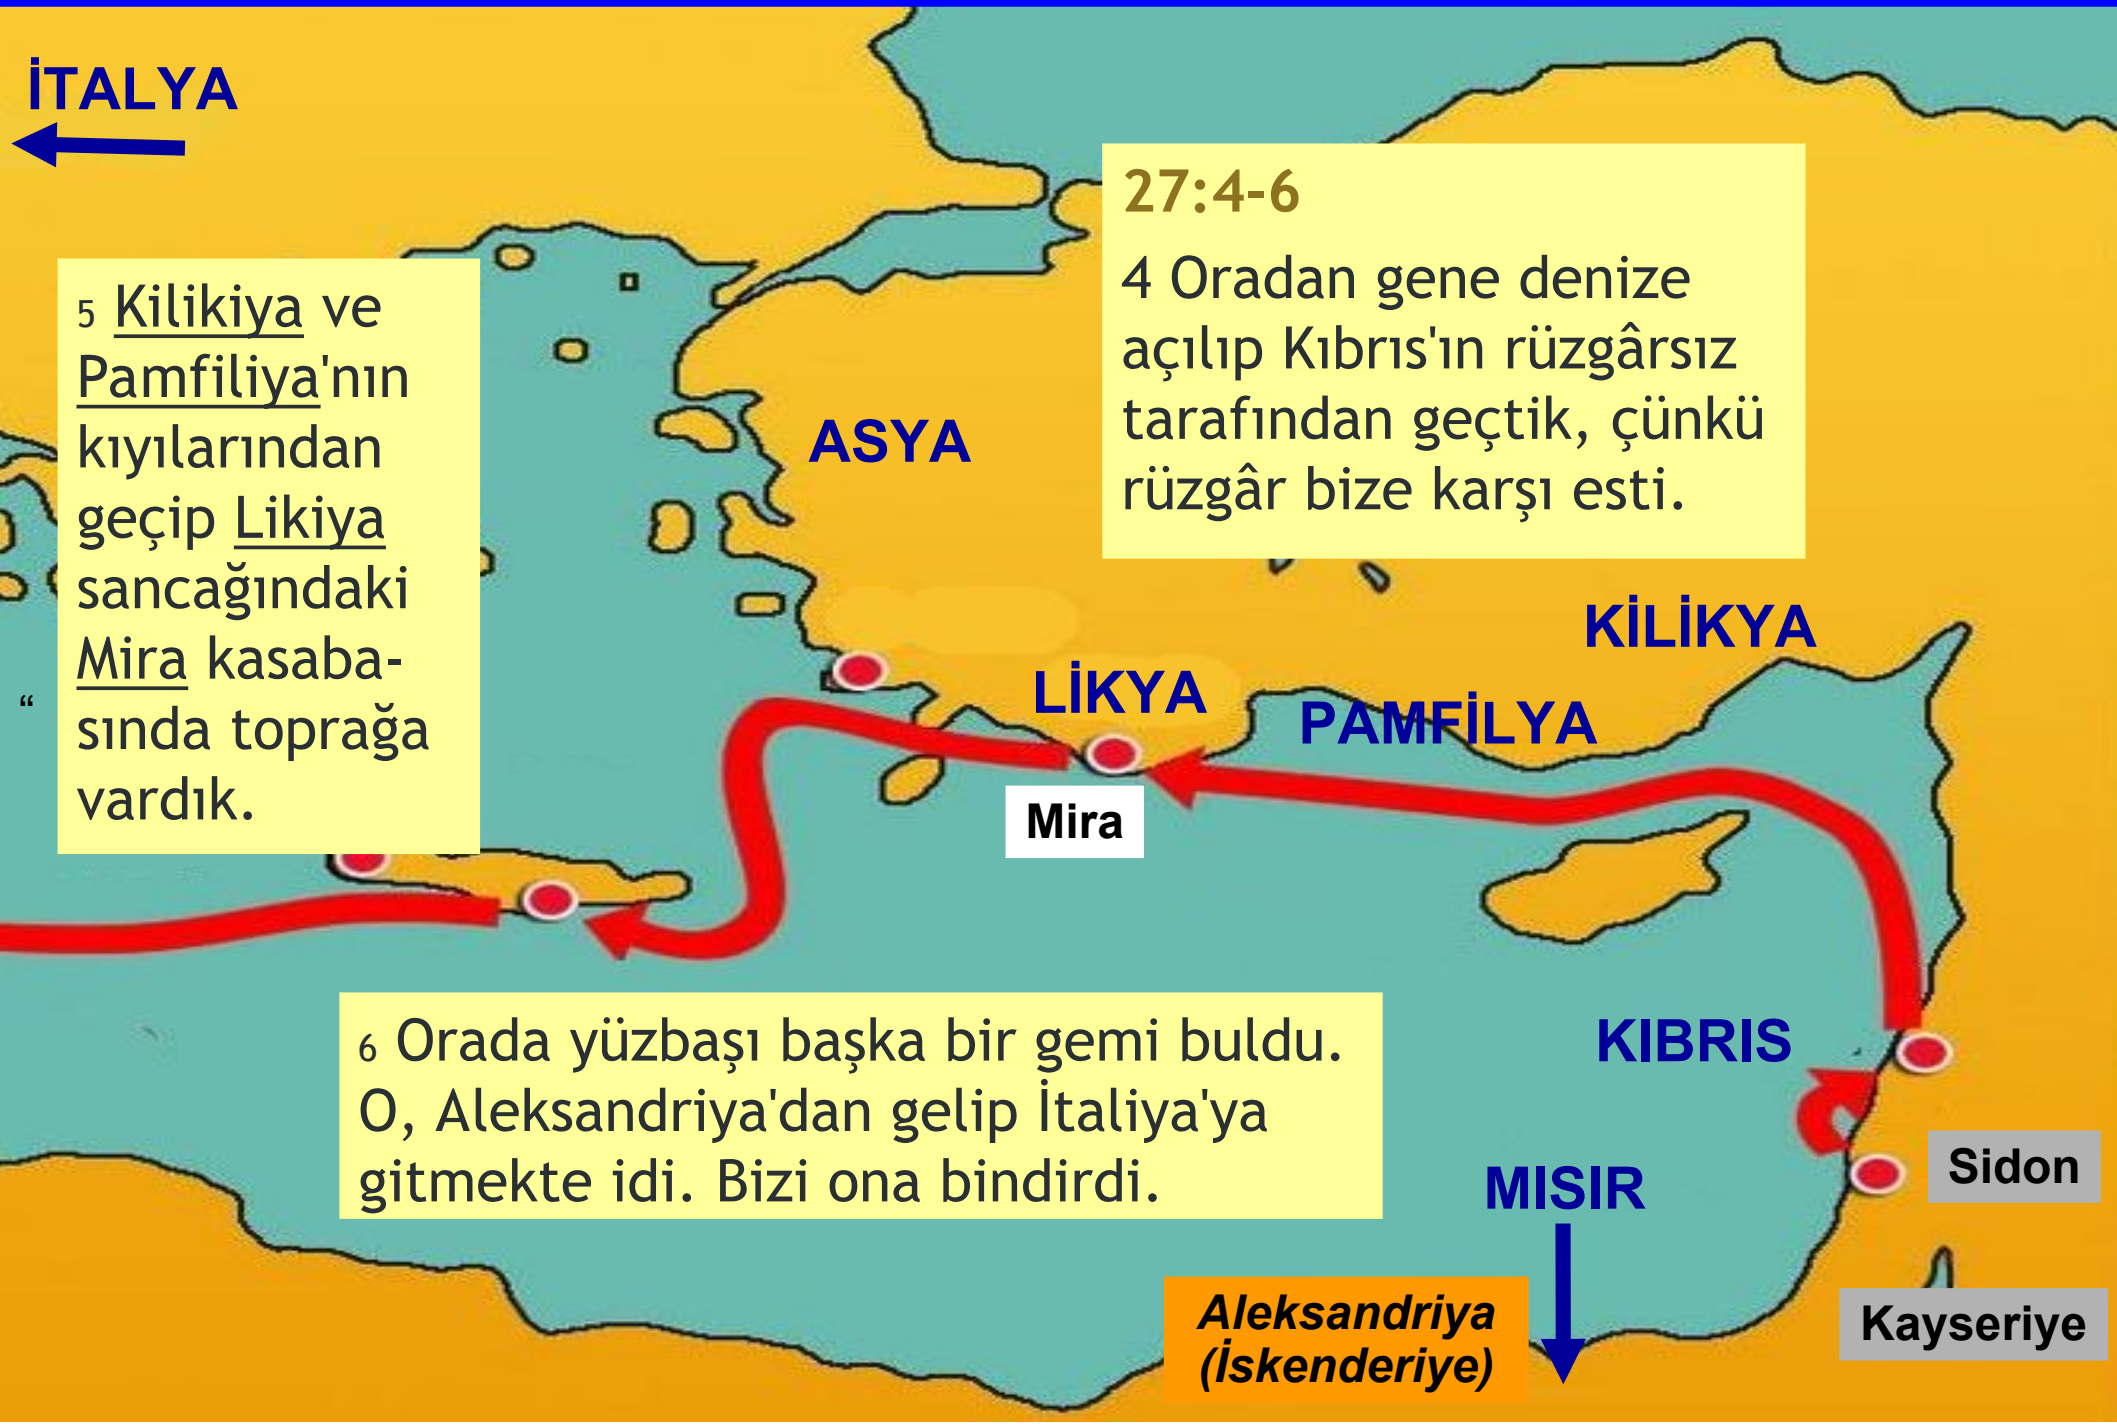 İTALYA
27:4-6
4 Oradan gene denize
açılıp Kıbrıs'ın rüzgârsız
tarafından geçtik, çünkü
rüzgâr bize karşı esti.
5 Kilikiya ve
Pamfiliya'nın
kıyılarından
geçip Likiya
sancağındaki
Mira kasaba-
sında toprağa
vardık.
“
ASYA
KİLİKYA
LİKYA
PAMFİLYA
Mira
6 Orada yüzbaşı başka bir gemi buldu.
O, Aleksandriya'dan gelip İtaliya'ya
gitmekte idi. Bizi ona bindirdi.
KIBRIS
Sidon
MISIR
Aleksandriya
(İskenderiye)
Kayseriye